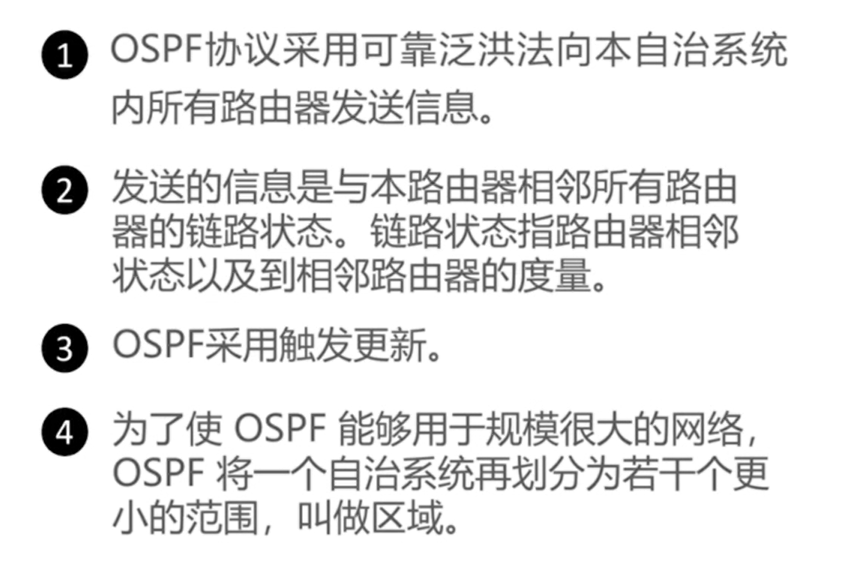 1 OSPF协议采用可靠泛洪法向本自治系统
内所有路由器发送信息。
2 发送的信息是与本路由器相邻所有路由
器的链路状态。链路状态指路由器相邻
状态以及到相邻路由器的度量。
3 OSPF采用触发更新。
4 为了使 OSPF 能够用于规模很大的网络，
OSPF 将一个自治系统再划分为若干个更
小的范围，叫做区域。